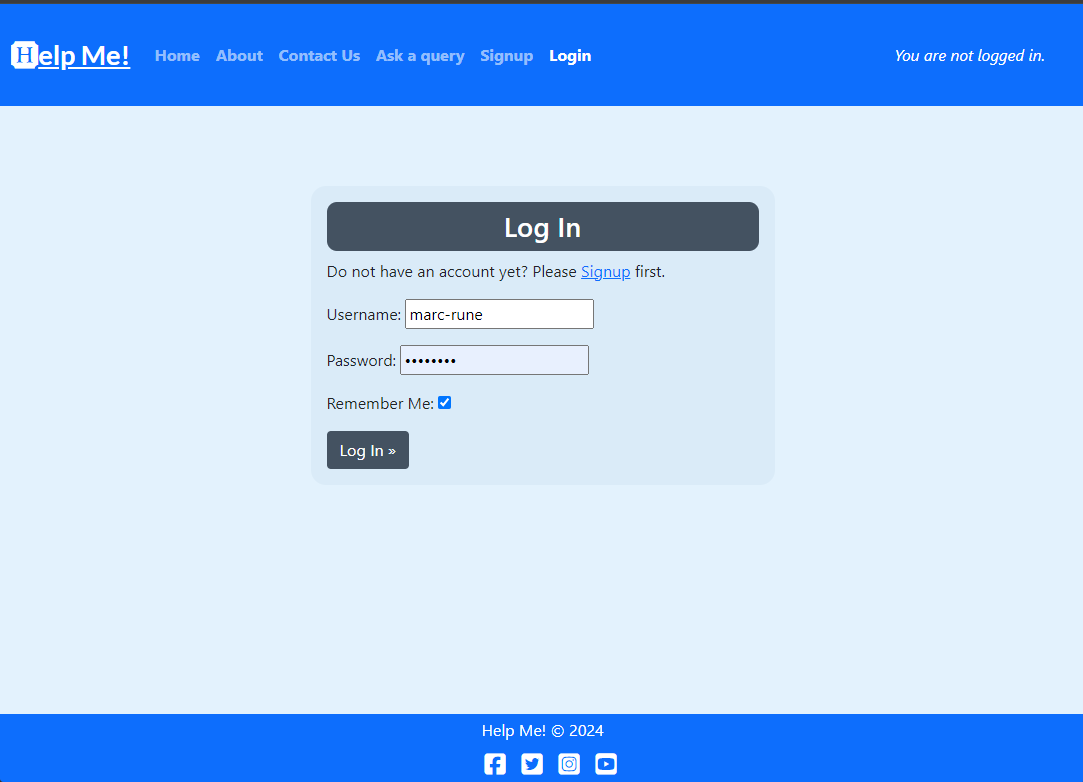 Help Me! Home About Contact Us Ask a query Signup Login You are not logged in.
Log In
Do not have an account yet? Please Signup first.
Username: marc-rune
Password: ••••••••
Remember Me:
Log In »
Help Me! © 2024